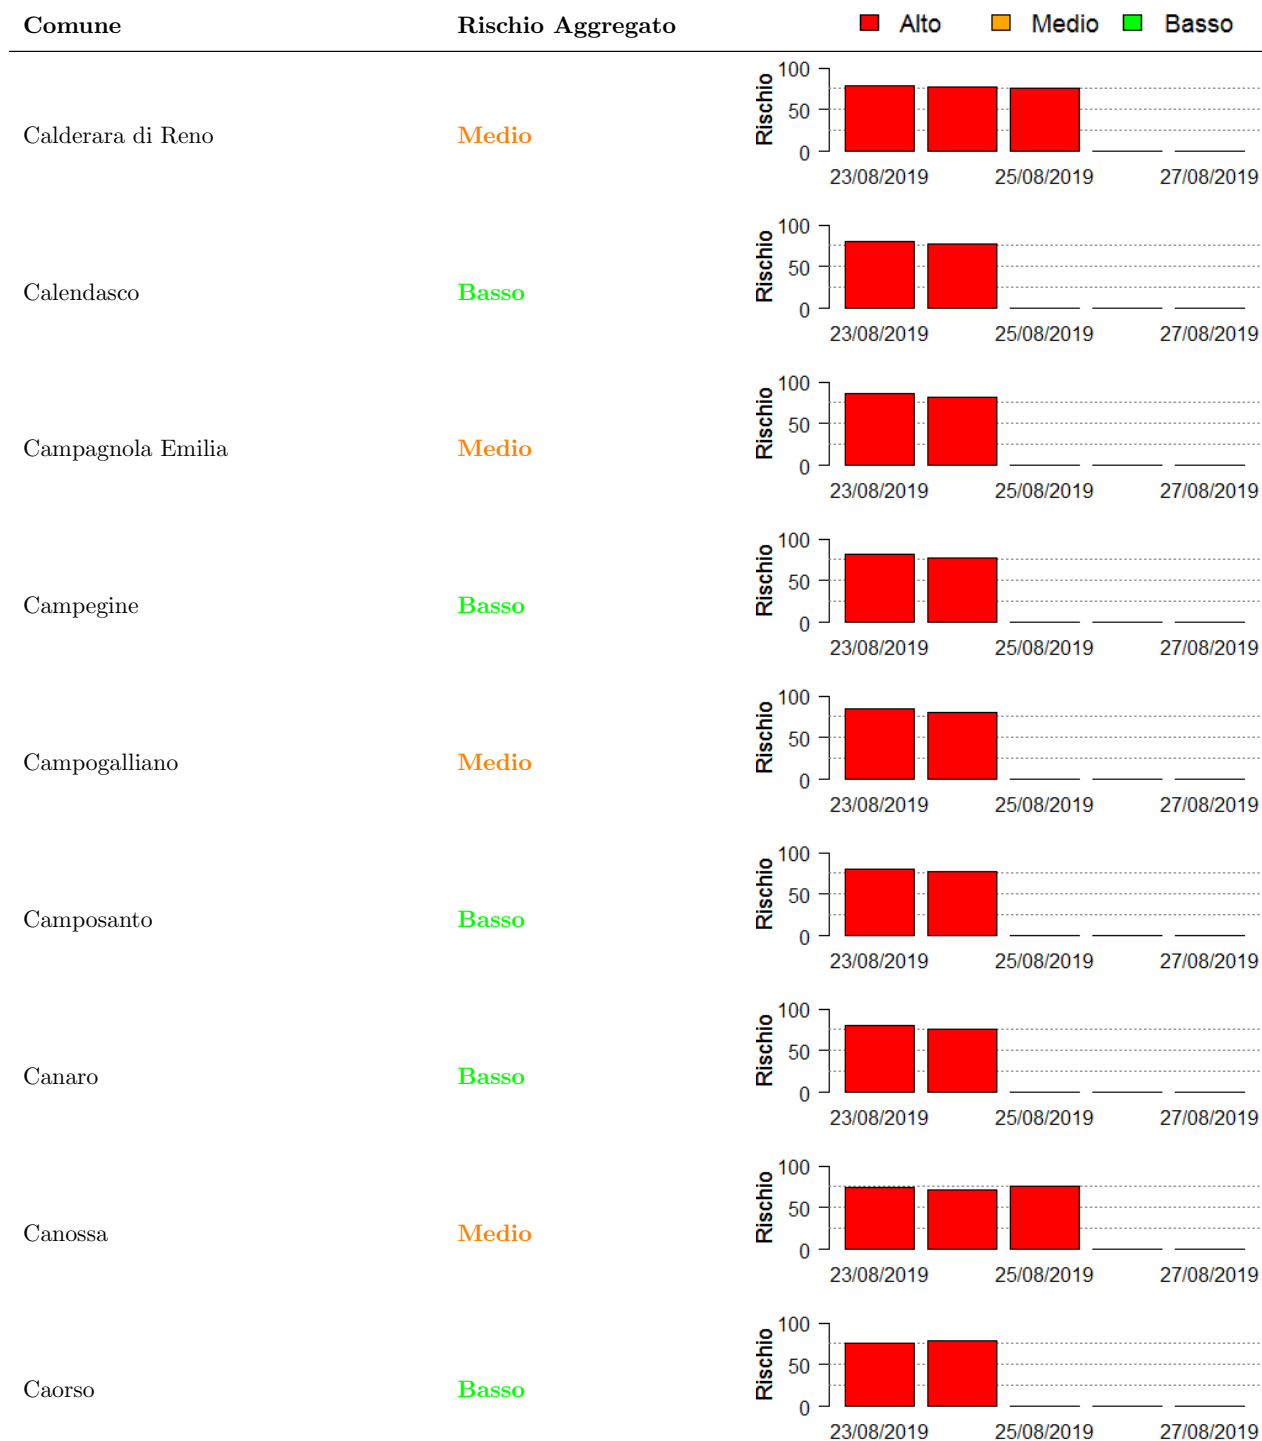 Comune Rischio Aggregato Alto Medio Basso
Calderara di Reno Medio
Rischio
100
50
0
23/08/2019 25/08/2019 27/08/2019
Calendasco Basso
Rischio
100
50
0
23/08/2019 25/08/2019 27/08/2019
Campagnola Emilia Medio
Rischio
100
50
0
23/08/2019 25/08/2019 27/08/2019
Campegine Basso
Rischio
100
50
0
23/08/2019 25/08/2019 27/08/2019
Campogalliano Medio
Rischio
100
50
0
23/08/2019 25/08/2019 27/08/2019
Camposanto Basso
Rischio
100
50
0
23/08/2019 25/08/2019 27/08/2019
Canaro Basso
Rischio
100
50
0
23/08/2019 25/08/2019 27/08/2019
Canossa Medio
Rischio
100
50
0
23/08/2019 25/08/2019 27/08/2019
Caorso Basso
Rischio
100
50
0
23/08/2019 25/08/2019 27/08/2019